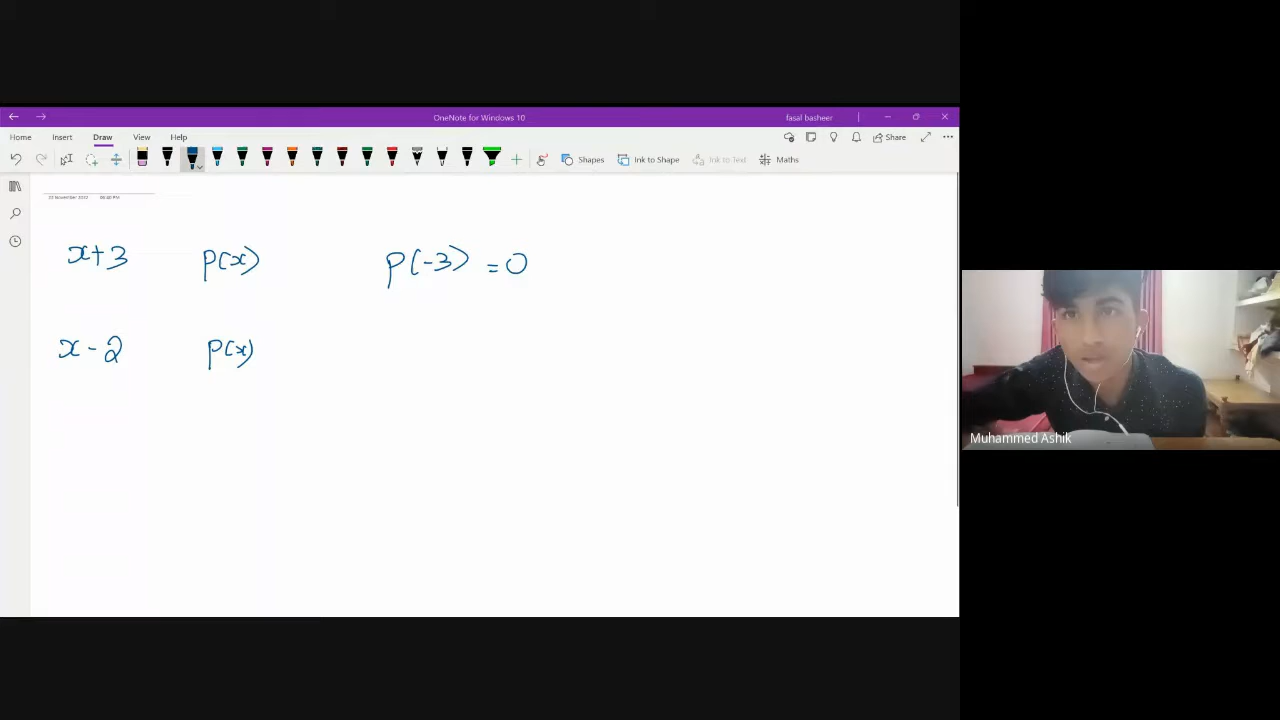 OneNote for Windows 10
fasal basheer
Home Insert Draw View Help
Share
Shapes Ink to Shape Ink to Text Maths
x+3 P(x) P(-3) = 0
x-2 P(x)
Muhammed Ashik